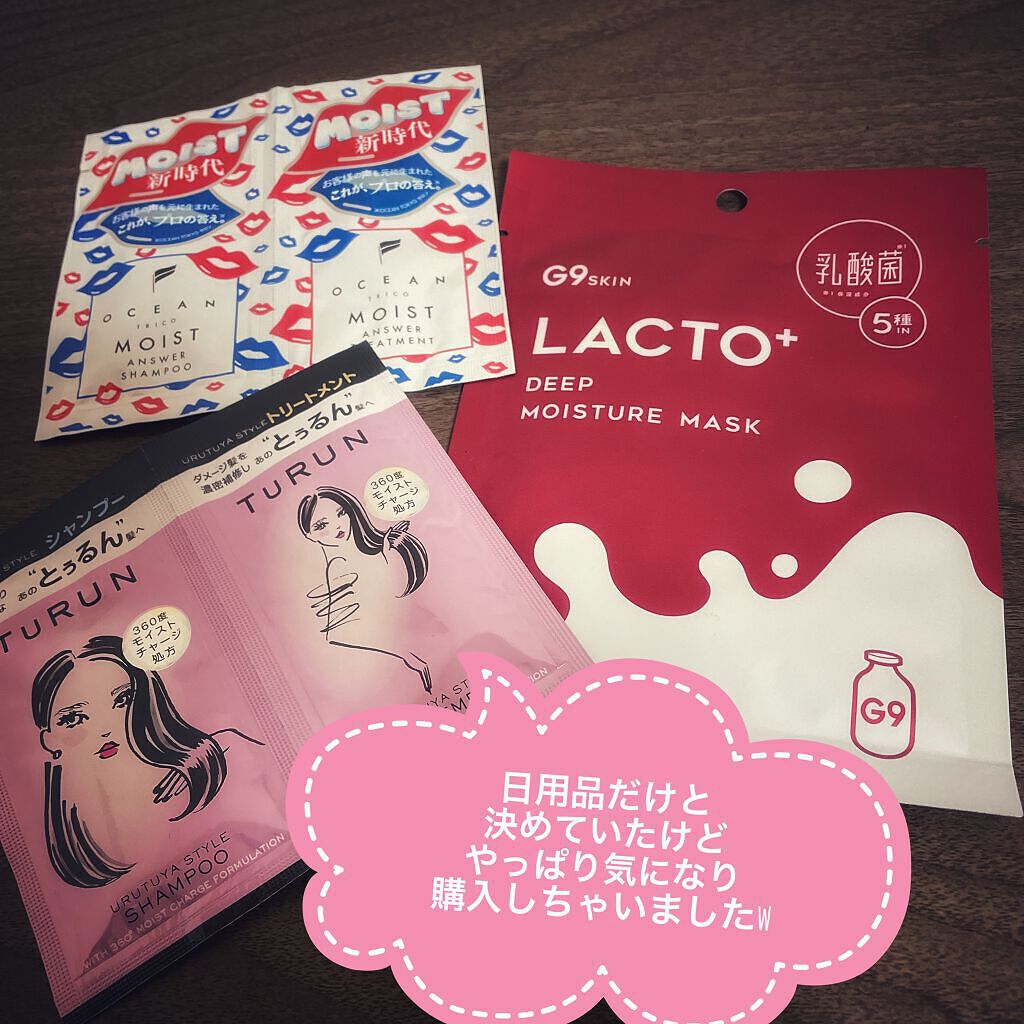 MOIST
新時代
お客様の声を元に生まれた
これが、プロの答え。
OCEAN
TRICO
MOIST
ANSWER
SHAMPOO
MOIST
新時代
お客様の声を元に生まれた
これが、プロの答え。
OCEAN
TRICO
MOIST
ANSWER
EATMENT
G9SKIN
LACTO+
DEEP
MOISTURE MASK
乳酸菌
※1
※1 保湿成分
5種
IN
G9
STYLE シャンプー
あの"とぅるん"髪へ
TURUN
360度
モイスト
チャージ
処方
URUTUYA STYLE
SHAMPOO
WITH 360° MOIST CHARGE FORMULATION
URUTUYA STYLEトリートメント
ダメージ髪を
濃密補修し あの"とぅるん"髪へ
TURUN
360度
モイスト
チャージ
処方
日用品だけと
決めていたけど
やっぱり気になり
購入しちゃいましたw